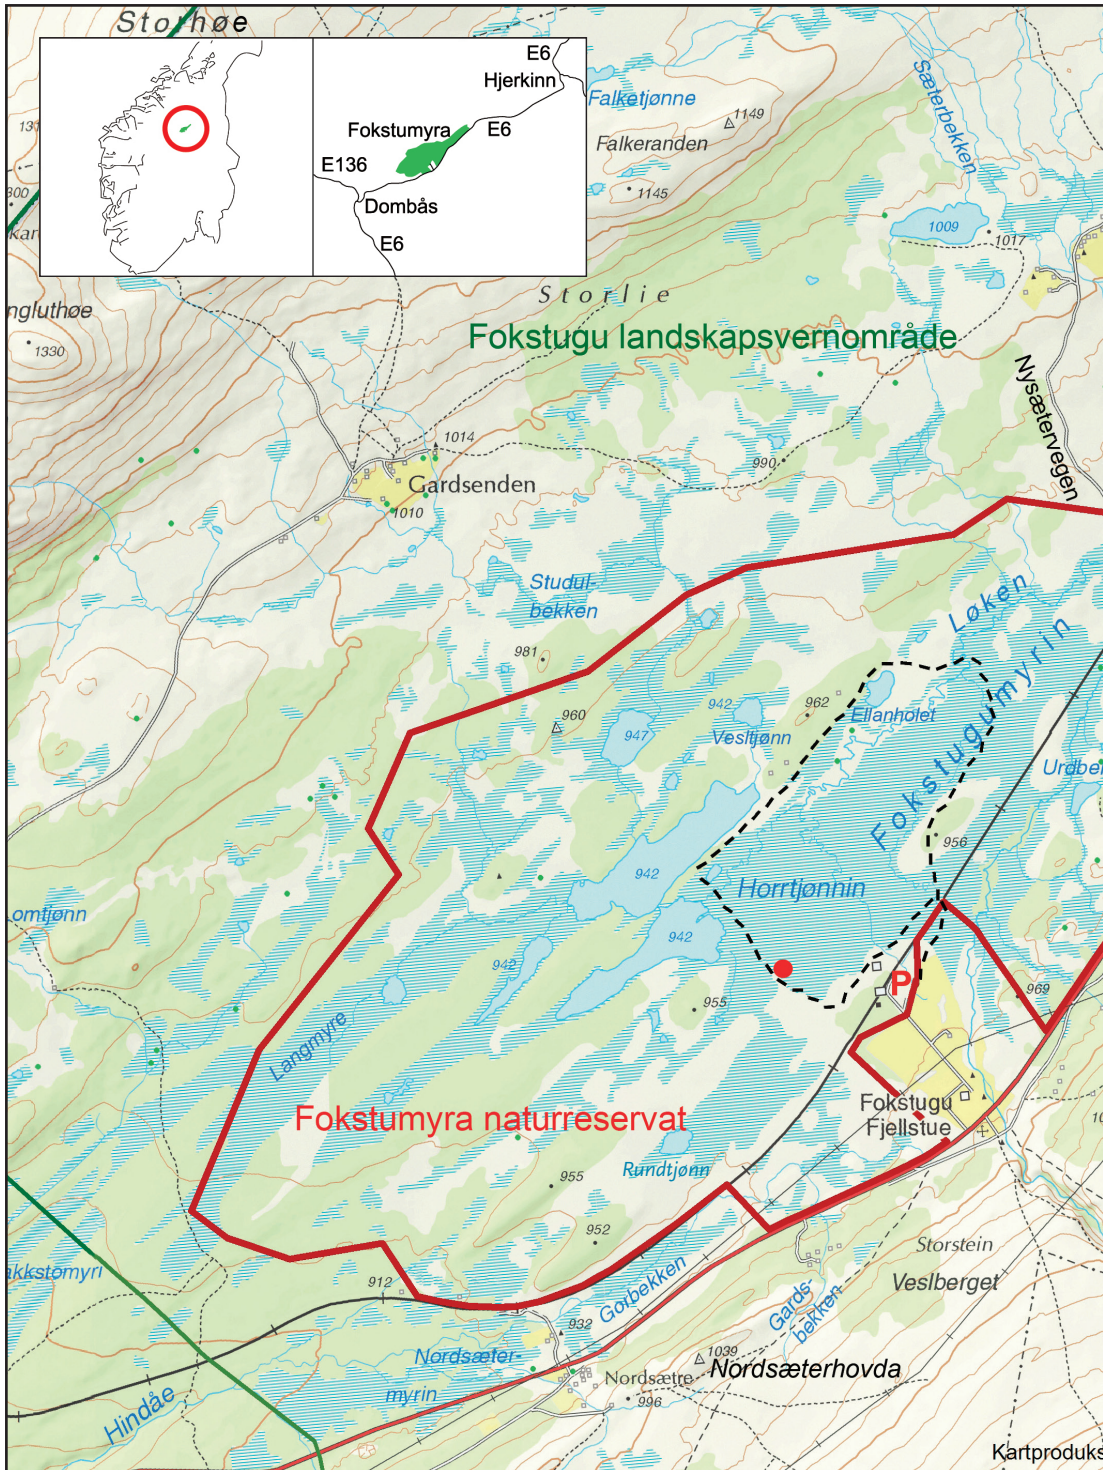 Storhøe
E6
Hjerkinn
Fokstumyra
E6
E136
Dombås
E6
Falketjønne
1149
Falkeranden
1145
Sæterbekken
1009
1017
Storlie
ngluthøe
1330
Fokstugu landskapsvernområde
Nysætervegen
1014
990
Gardsenden
1010
Studul-
bekken
Løken
981
960
942
962
Ellanholet
947
Vesltjønn
Fokstugumyrin
Urdbe
956
942
Horrtjønnin
omtjønn
942
942
P
969
955
Langmyre
Fokstumyra naturreservat
Fokstugu
Fjellstue
Rundtjønn
955
952
Storstein
akkstomyri
912
Gorbekken
Veslberget
Gards-
bekken
932
1039
Nordsæter-
myrin
Nordsætre
Nordsæterhovda
996
Hindåe
Kartproduks